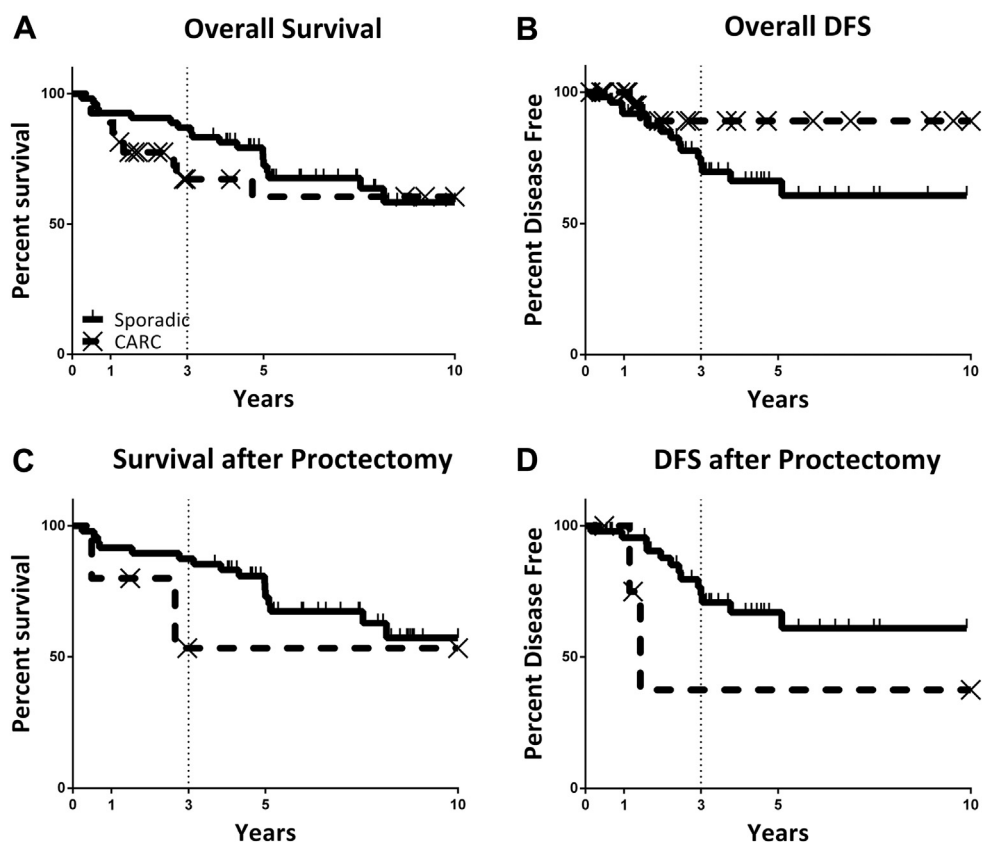 A
Overall Survival
Percent survival
100
50
0
Sporadic
CARC
0 1 3 5 10
Years
B
Overall DFS
Percent Disease Free
100
50
0
0 1 3 5 10
Years
C
Survival after Proctectomy
Percent survival
100
50
0
0 1 3 5 10
Years
D
DFS after Proctectomy
Percent Disease Free
100
50
0
0 1 3 5 10
Years